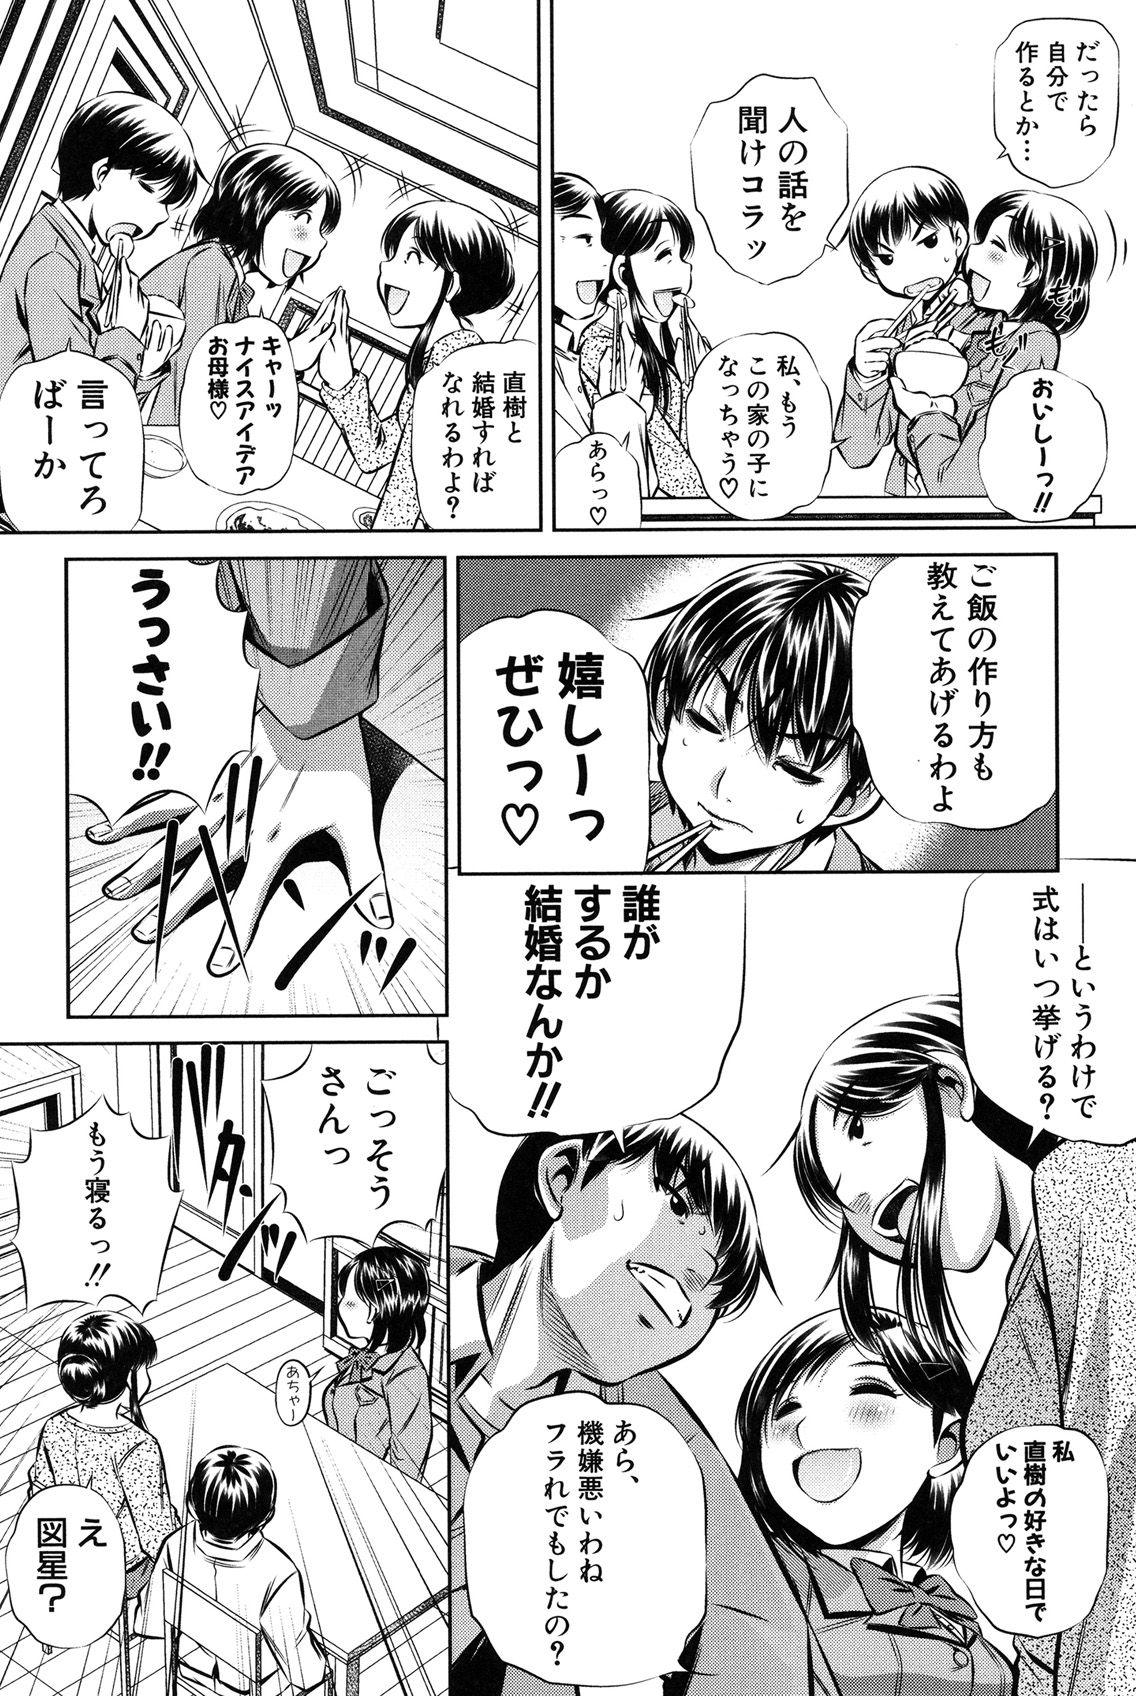 だったら
自分で
作るとか…
人の話を
聞けコラッ
もぐ
もぐ
おいしーっ!!
私、もう
この家の子に
なっちゃう♡
あらっ♡
直樹と
結婚すれば
なれるわよ?
キャーッ
ナイスアイデア
お母様♡
言ってろ
ばーか
ご飯の作り方も
教えてあげるわよ
嬉しーっ
ぜひっ♡
うっさい!!
バンッ
――というわけで
式はいつ挙げる?
私
直樹の好きな日で
いいよっ♡
誰が
するか
結婚なんか!!
あら、
機嫌悪いわね
フラれでもしたの?
ごっそう
さんっ
ガタ
もう寝るっ!!
あちゃー
え
図星?